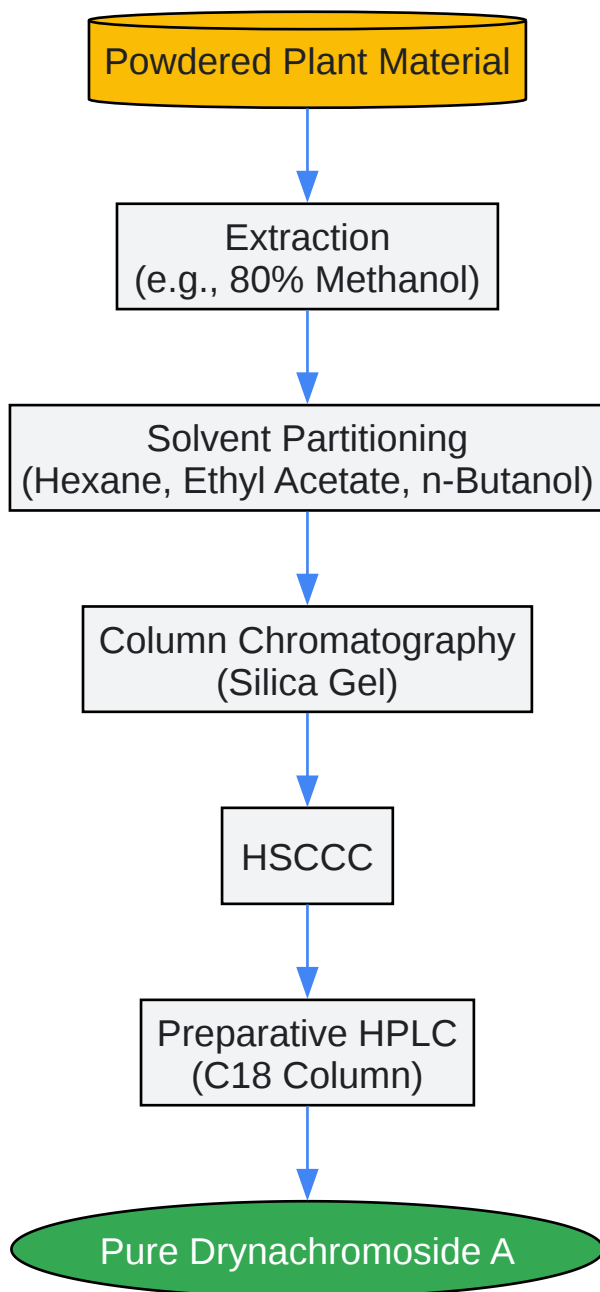 Powdered Plant Material
Extraction
(e.g., 80% Methanol)
Solvent Partitioning
(Hexane, Ethyl Acetate, n-Butanol)
Column Chromatography
(Silica Gel)
HSCCC
Preparative HPLC
(C18 Column)
Pure Drynachromoside A